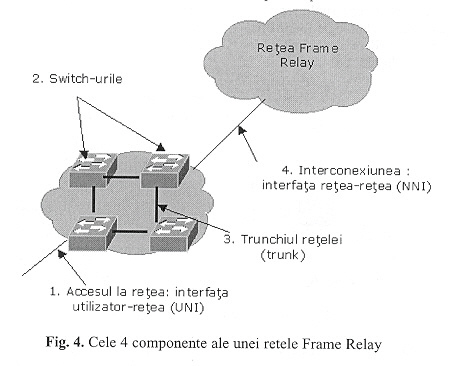 Reţea Frame
Relay
2. Switch-urile
4. Interconexiunea :
interfaţa reţea-reţea (NNI)
3. Trunchiul reţelei
(trunk)
1. Accesul la reţea: interfaţa
utilizator-reţea (UNI)
Fig. 4. Cele 4 componente ale unei retele Frame Relay